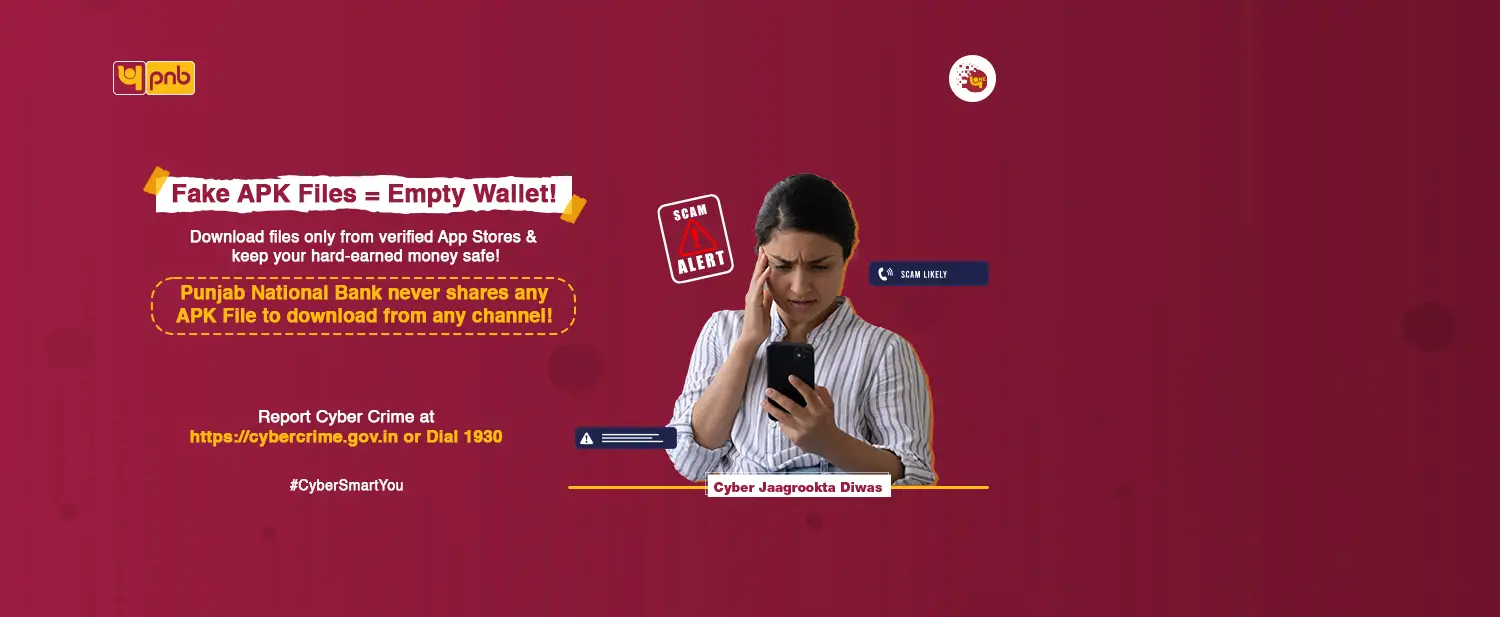 प pnb
Fake APK Files = Empty Wallet!
Download files only from verified App Stores &
keep your hard-earned money safe!
Punjab National Bank never shares any
APK File to download from any channel!
Report Cyber Crime at
https://cybercrime.gov.in or Dial 1930
#CyberSmartYou
SCAM
ALERT
SCAM LIKELY
Cyber Jaagrookta Diwas